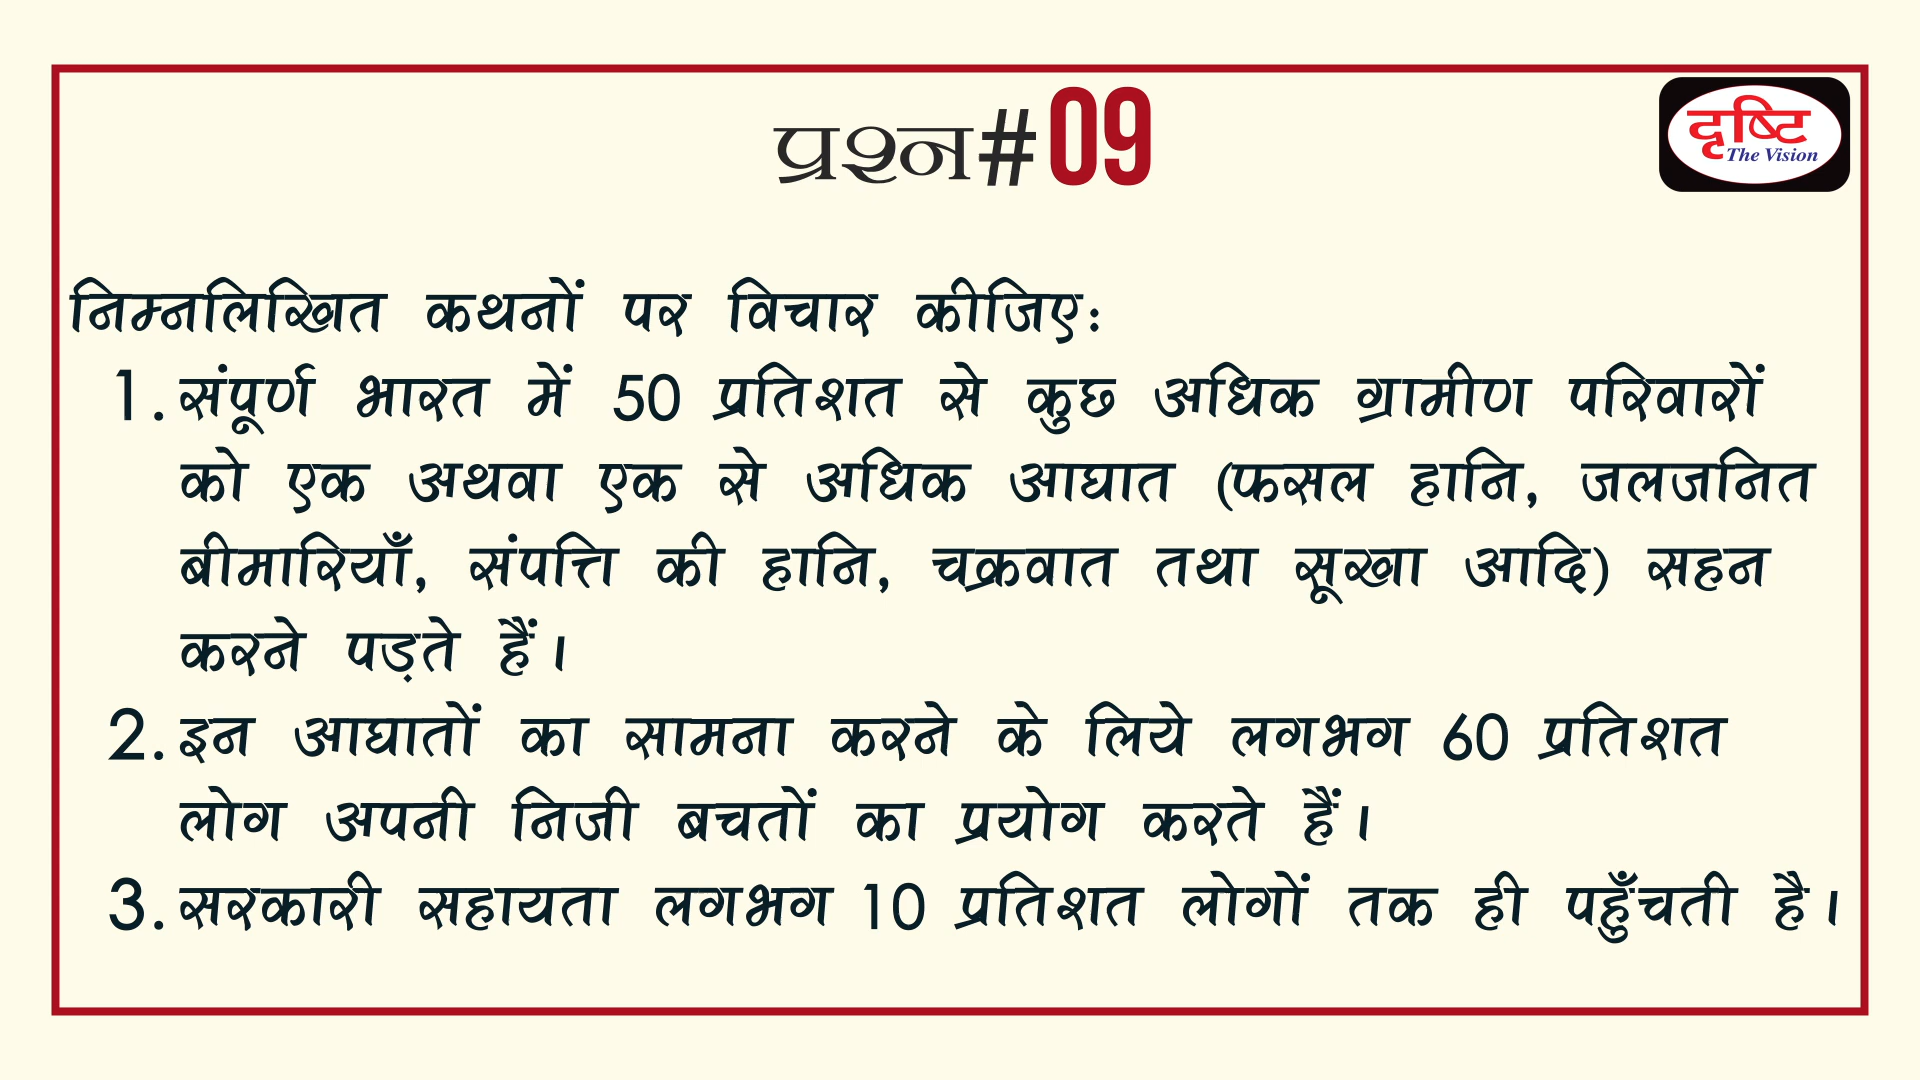 प्रश्न#09
दृष्टि
The Vision
निम्नलिखित कथनों पर विचार कीजिए:
1. संपूर्ण भारत में 50 प्रतिशत से कुछ अधिक ग्रामीण परिवारों
को एक अथवा एक से अधिक आघात (फसल हानि, जलजनित
बीमारियाँ, संपत्ति की हानि, चक्रवात तथा सूखा आदि) सहन
करने पड़ते हैं।
2. इन आघातों का सामना करने के लिये लगभग 60 प्रतिशत
लोग अपनी निजी बचतों का प्रयोग करते हैं।
3. सरकारी सहायता लगभग 10 प्रतिशत लोगों तक ही पहुँचती है।